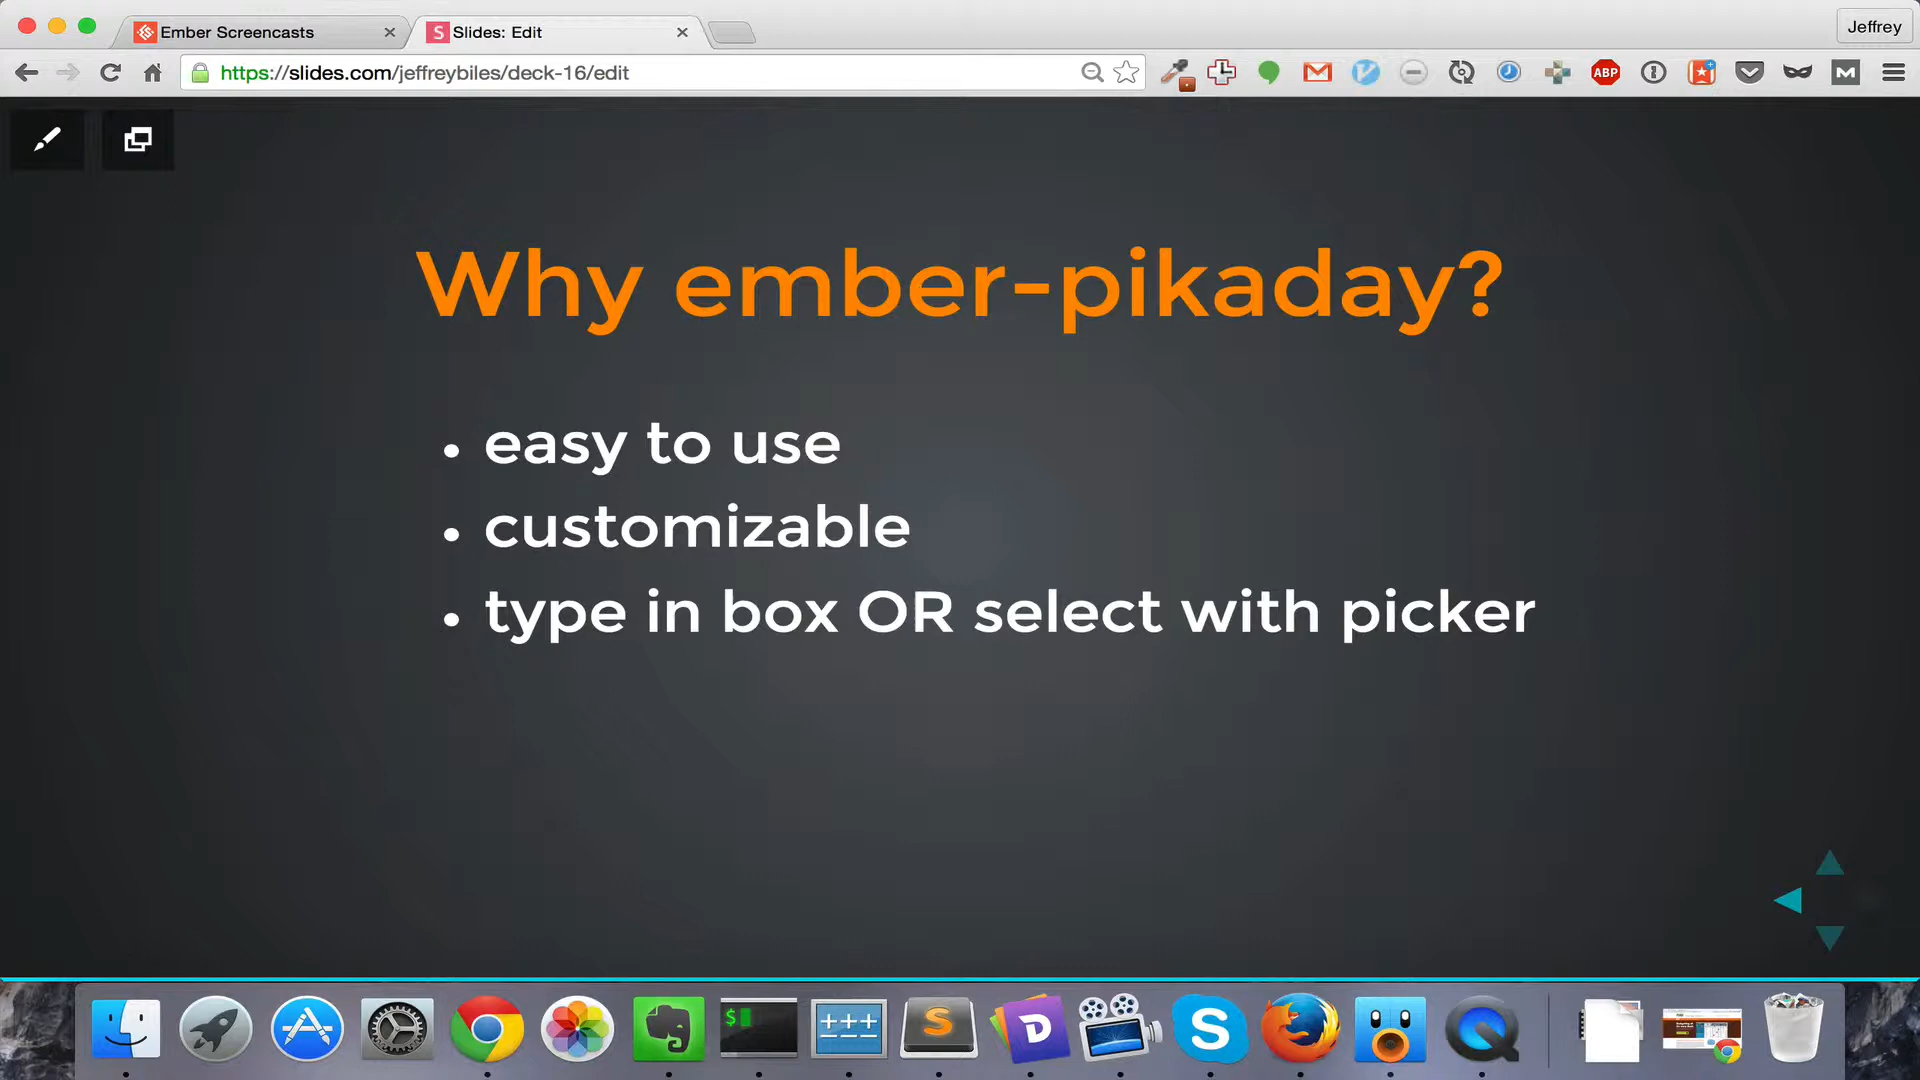 Ember Screencasts
Slides: Edit
Jeffrey
https://slides.com/jeffreybiles/deck-16/edit
ABP
Why ember-pikaday?
• easy to use
• customizable
• type in box OR select with picker